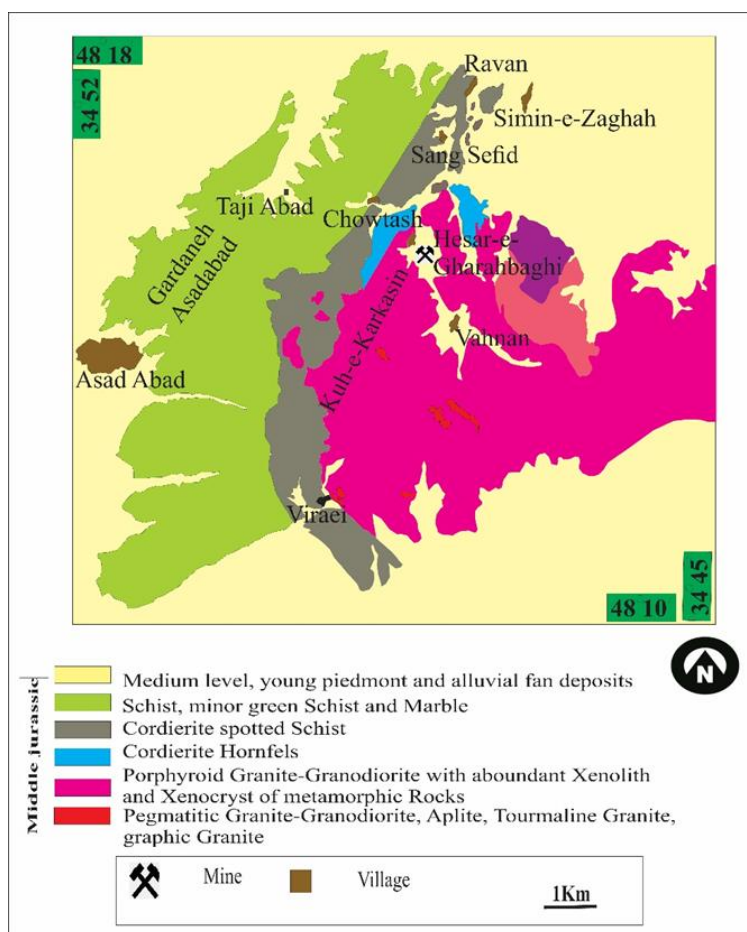 48 18
34 52
Ravan
Simin-e-Zaghah
Sang Sefid
Taji Abad
Chowtash
Hesar-e-
Gharahbaghi
Gardaneh
Asadabad
Kuh-e-Karkasin
Vahnan
Asad Abad
Viraei
48 10
34 45
N
Middle jurassic
Medium level, young piedmont and alluvial fan deposits
Schist, minor green Schist and Marble
Cordierite spotted Schist
Cordierite Hornfels
Porphyroid Granite-Granodiorite with aboundant Xenolith
and Xenocryst of metamorphic Rocks
Pegmatitic Granite-Granodiorite, Aplite, Tourmaline Granite,
graphic Granite
Mine
Village
1Km